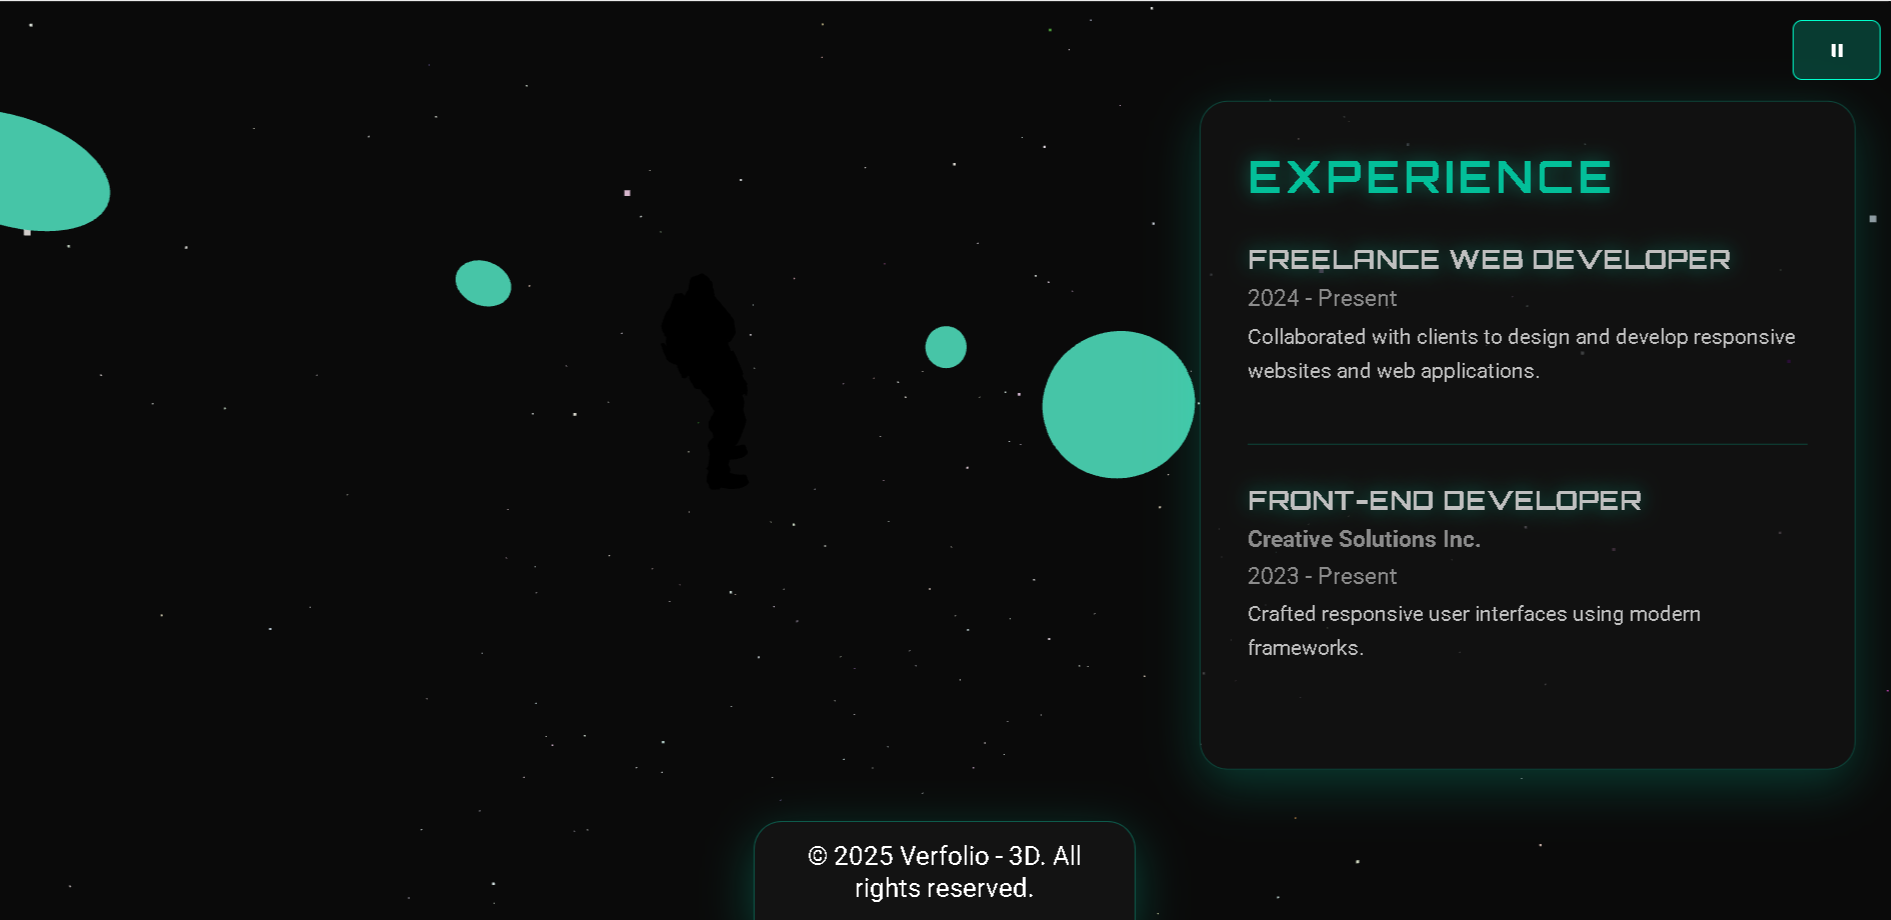 EXPERIENCE
FREELANCE WEB DEVELOPER
2024 - Present
Collaborated with clients to design and develop responsive
websites and web applications.
FRONT-END DEVELOPER
Creative Solutions Inc.
2023 - Present
Crafted responsive user interfaces using modern
frameworks.
© 2025 Verfolio - 3D. All
rights reserved.